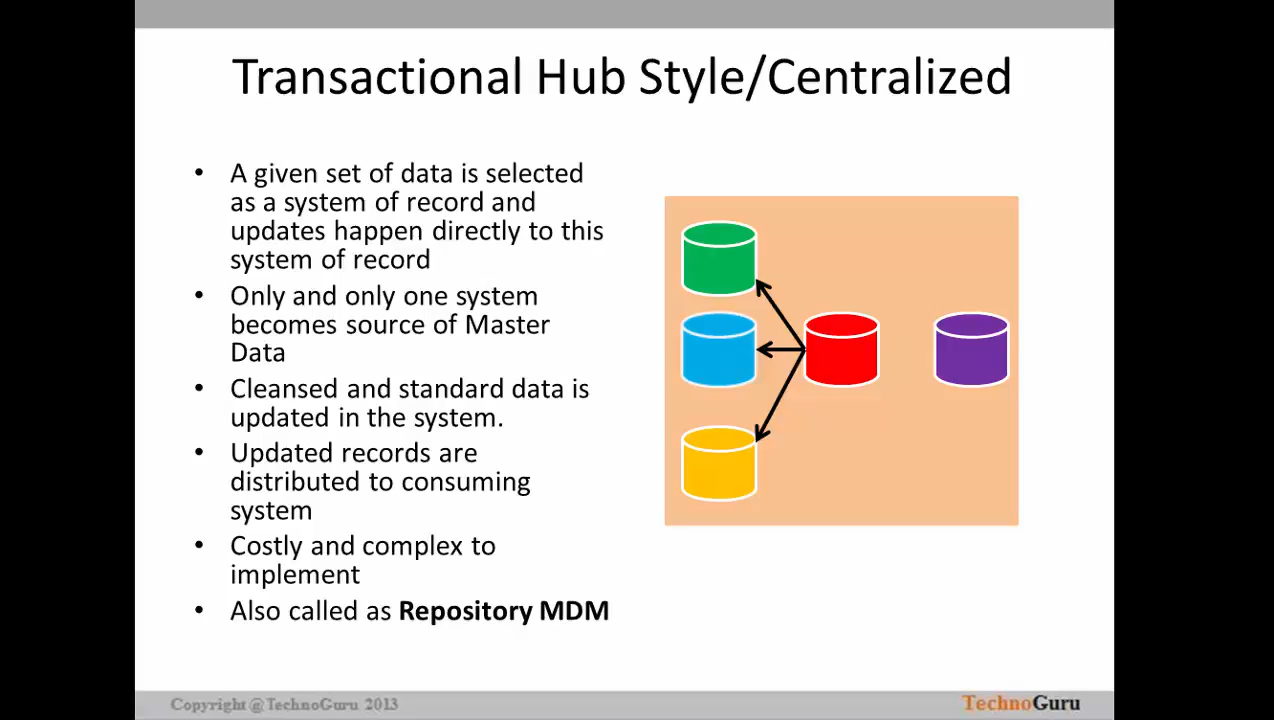 Transactional Hub Style/Centralized
• A given set of data is selected
as a system of record and
updates happen directly to this
system of record
• Only and only one system
becomes source of Master
Data
• Cleansed and standard data is
updated in the system.
• Updated records are
distributed to consuming
system
• Costly and complex to
implement
• Also called as Repository MDM
Copyright @ TechnoGuru 2013
TechnoGuru